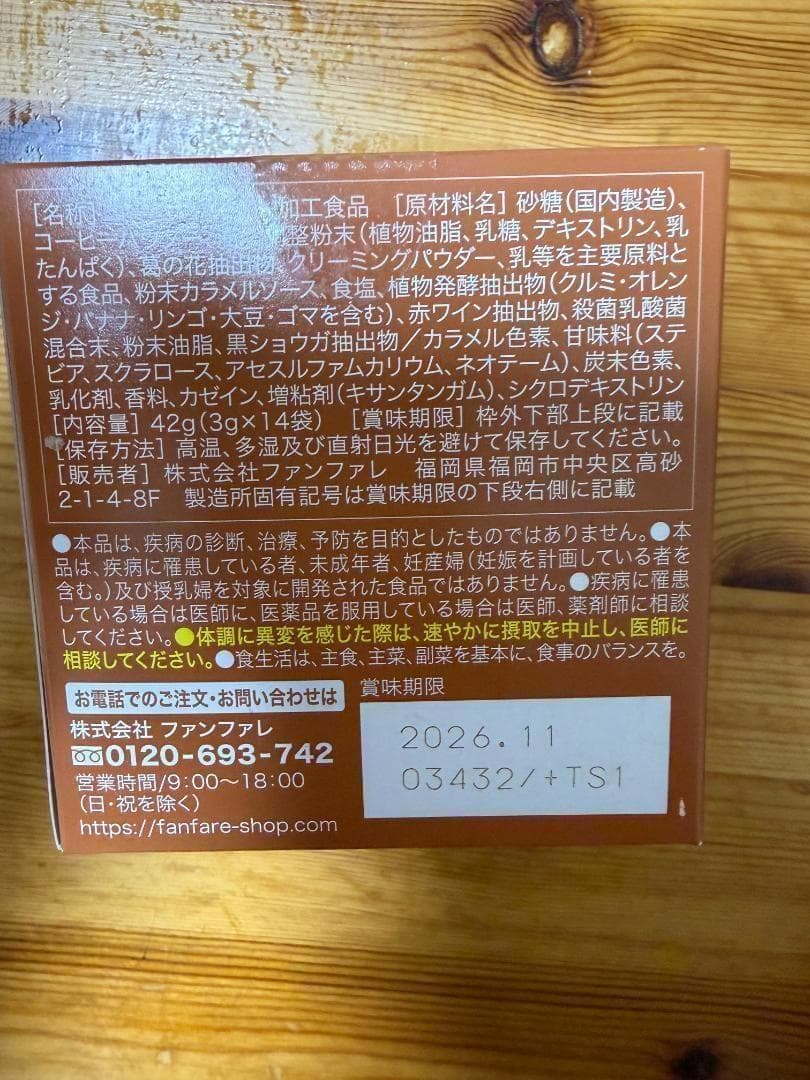 [名称 加工食品 [原材料名]砂糖(国内製造)、
コーヒーパ 整粉末(植物油脂、乳糖、デキストリン、乳
たんぱく)、葛の花抽出物、クリーミングパウダー、乳等を主要原料と
する食品、粉末カラメルソース、食塩、植物発酵抽出物(クルミ・オレン
ジ・バナナ・リンゴ・大豆・ゴマを含む)、赤ワイン抽出物、殺菌乳酸菌
混合末、粉末油脂、黒ショウガ抽出物/カラメル色素、甘味料(ステ
ビア、スクラロース、アセスルファムカリウム、ネオテーム)、炭末色素、
乳化剤、香料、カゼイン、増粘剤(キサンタンガム)、シクロデキストリン
[内容量]42g(3g×14袋) [賞味期限]枠外下部上段に記載
[保存方法]高温、多湿及び直射日光を避けて保存してください。
[販売者]株式会社ファンファレ 福岡県福岡市中央区高砂
2-1-4-8F 製造所固有記号は賞味期限の下段右側に記載
●本品は、疾病の診断、治療、予防を目的としたものではありません。●本
品は、疾病に罹患している者、未成年者、妊産婦(妊娠を計画している者を
含む。)及び授乳婦を対象に開発された食品ではありません。●疾病に罹患
している場合は医師に、医薬品を服用している場合は医師、薬剤師に相談
してください。●体調に異変を感じた際は、速やかに摂取を中止し、医師に
相談してください。●食生活は、主食、主菜、副菜を基本に、食事のバランスを。
お電話でのご注文・お問い合わせは
株式会社 ファンファレ
0120-693-742
営業時間/9:00〜18:00
(日・祝を除く)
https://fanfare-shop.com
賞味期限
2026.11
03432/+TS1